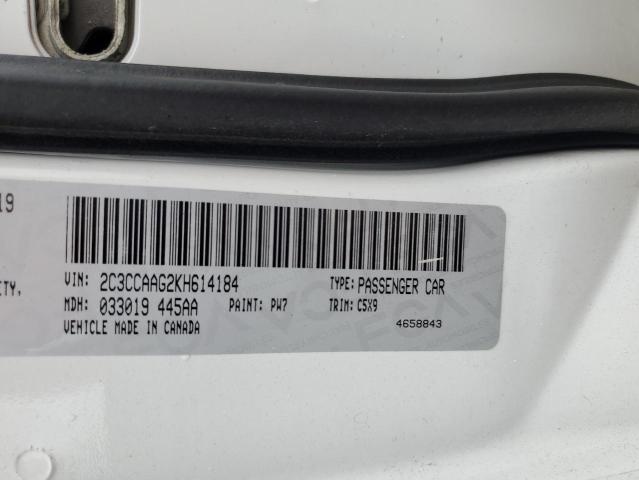 19
ETY,
VIN: 2C3CCAAG2KH614184 TYPE: PASSENGER CAR
MDH: 033019 445AA PAINT: PW7 TRIM: C5X9
VEHICLE MADE IN CANADA
4658843